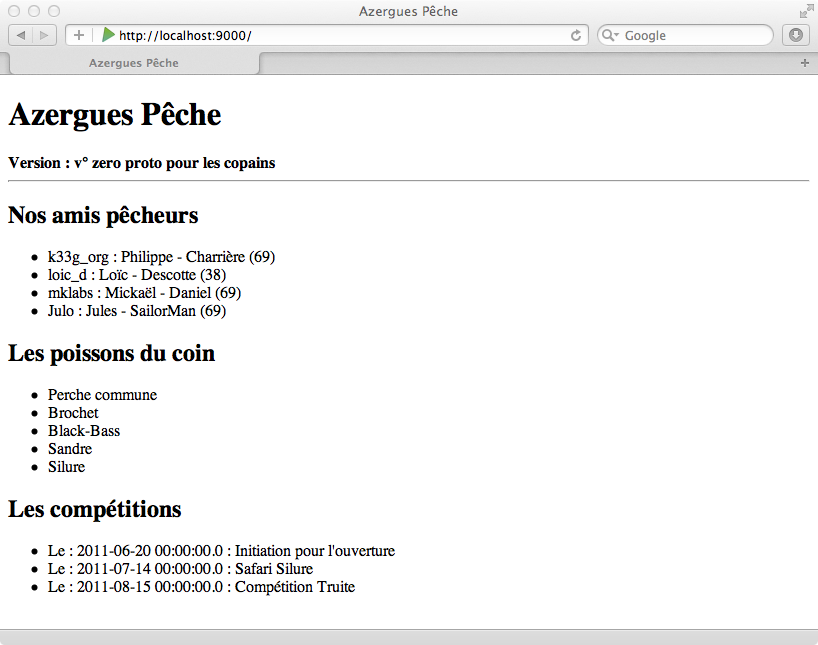 Azergues Pêche
http://localhost:9000/
Google
Azergues Pêche
Azergues Pêche
Version : v° zero proto pour les copains
Nos amis pêcheurs
k33g_org : Philippe - Charrière (69)
loic_d : Loïc - Descotte (38)
mklabs : Mickaël - Daniel (69)
Julo : Jules - SailorMan (69)
Les poissons du coin
Perche commune
Brochet
Black-Bass
Sandre
Silure
Les compétitions
Le : 2011-06-20 00:00:00.0 : Initiation pour l'ouverture
Le : 2011-07-14 00:00:00.0 : Safari Silure
Le : 2011-08-15 00:00:00.0 : Compétition Truite